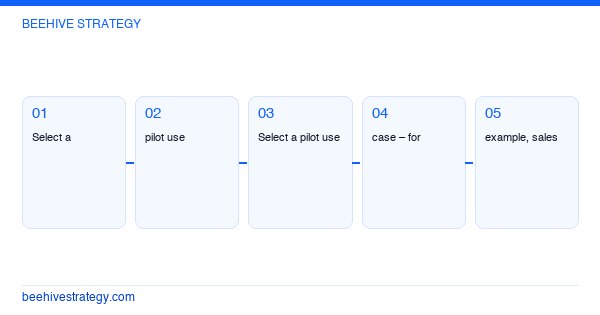 BEEHIVE STRATEGY
01
Select a
02
pilot use
03
Select a pilot use
04
case – for
05
example, sales
beehivestrategy.com